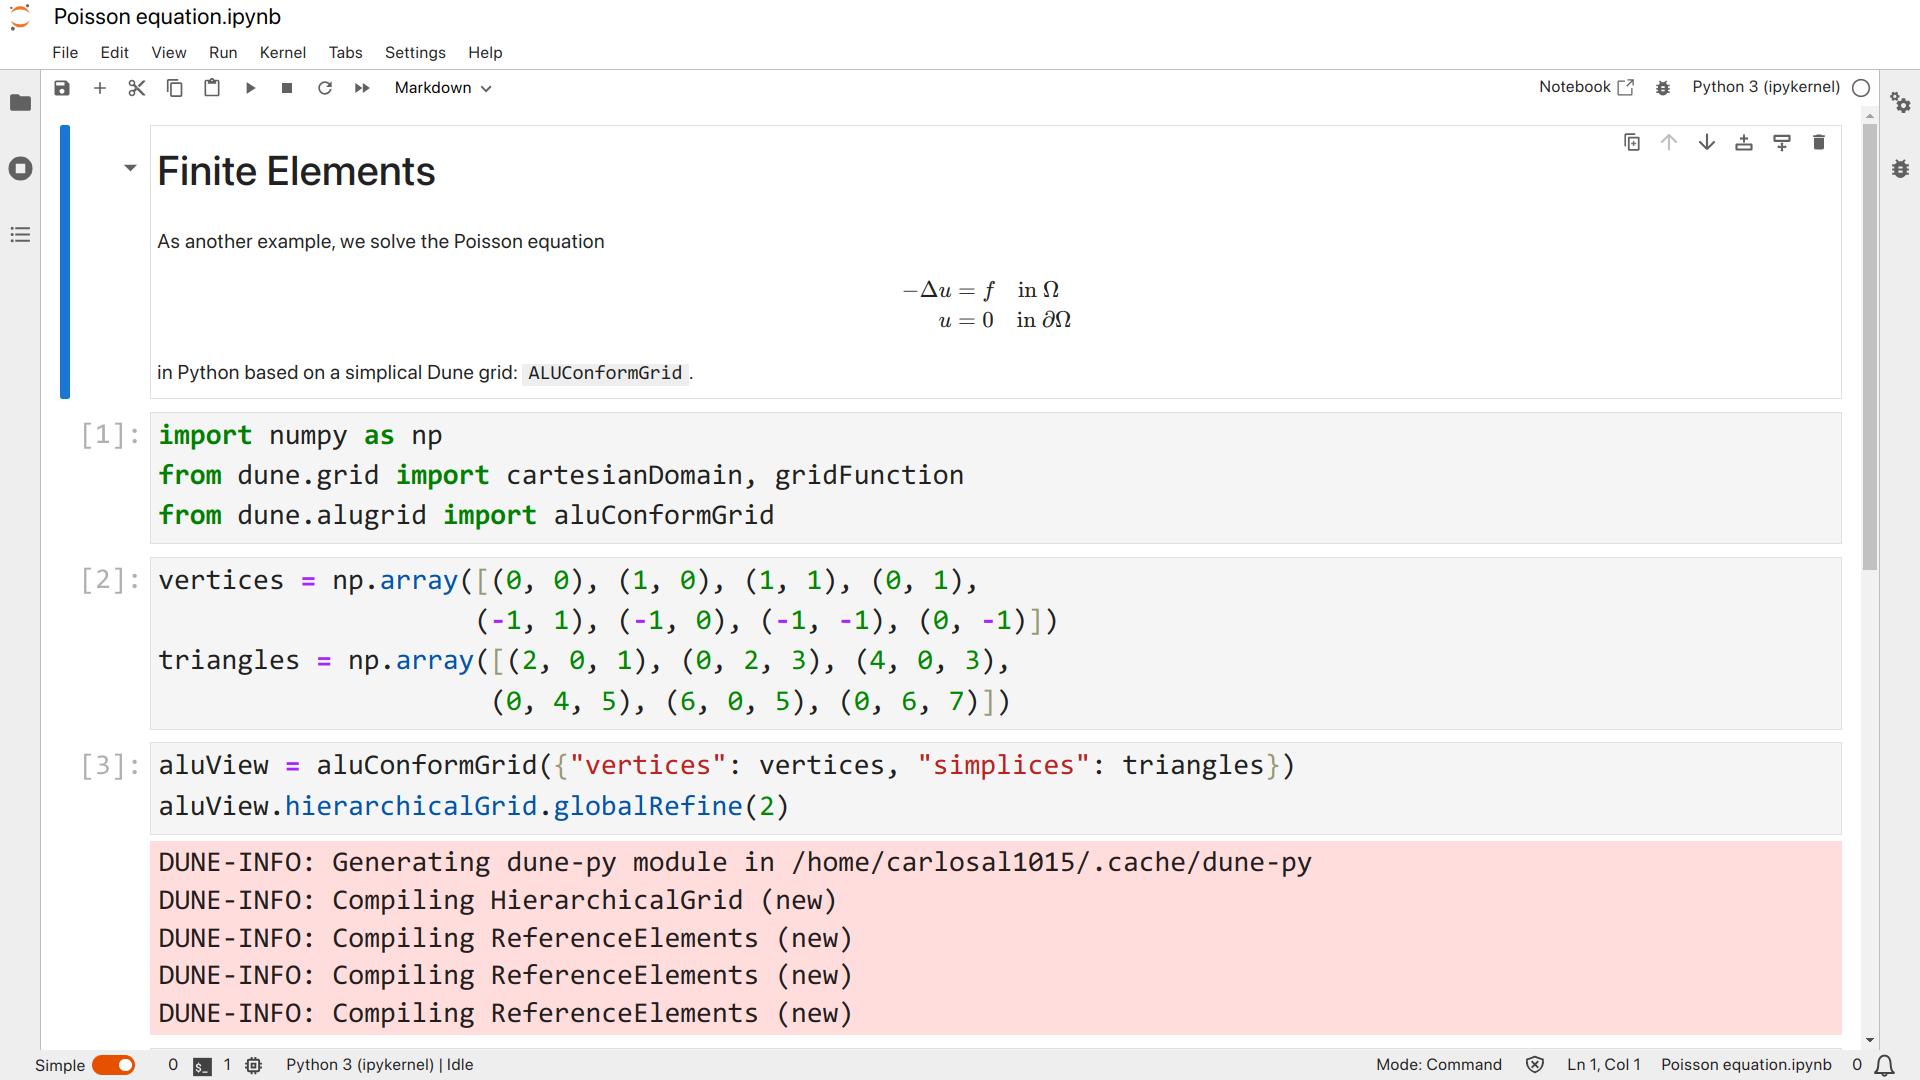 Poisson equation.ipynb
File Edit View Run Kernel Tabs Settings Help
Markdown
Notebook
Python 3 (ipykernel)
Finite Elements
As another example, we solve the Poisson equation
−Δu = f in Ω
u = 0 in ∂Ω
in Python based on a simplical Dune grid: ALUConformGrid .
[1]: import numpy as np
from dune.grid import cartesianDomain, gridFunction
from dune.alugrid import aluConformGrid
[2]: vertices = np.array([(0, 0), (1, 0), (1, 1), (0, 1),
(-1, 1), (-1, 0), (-1, -1), (0, -1)])
triangles = np.array([(2, 0, 1), (0, 2, 3), (4, 0, 3),
(0, 4, 5), (6, 0, 5), (0, 6, 7)])
[3]: aluView = aluConformGrid({"vertices": vertices, "simplices": triangles})
aluView.hierarchicalGrid.globalRefine(2)
DUNE-INFO: Generating dune-py module in /home/carlosal1015/.cache/dune-py
DUNE-INFO: Compiling HierarchicalGrid (new)
DUNE-INFO: Compiling ReferenceElements (new)
DUNE-INFO: Compiling ReferenceElements (new)
DUNE-INFO: Compiling ReferenceElements (new)
Simple 0 $_ 1 Python 3 (ipykernel) | Idle Mode: Command Ln 1, Col 1 Poisson equation.ipynb 0